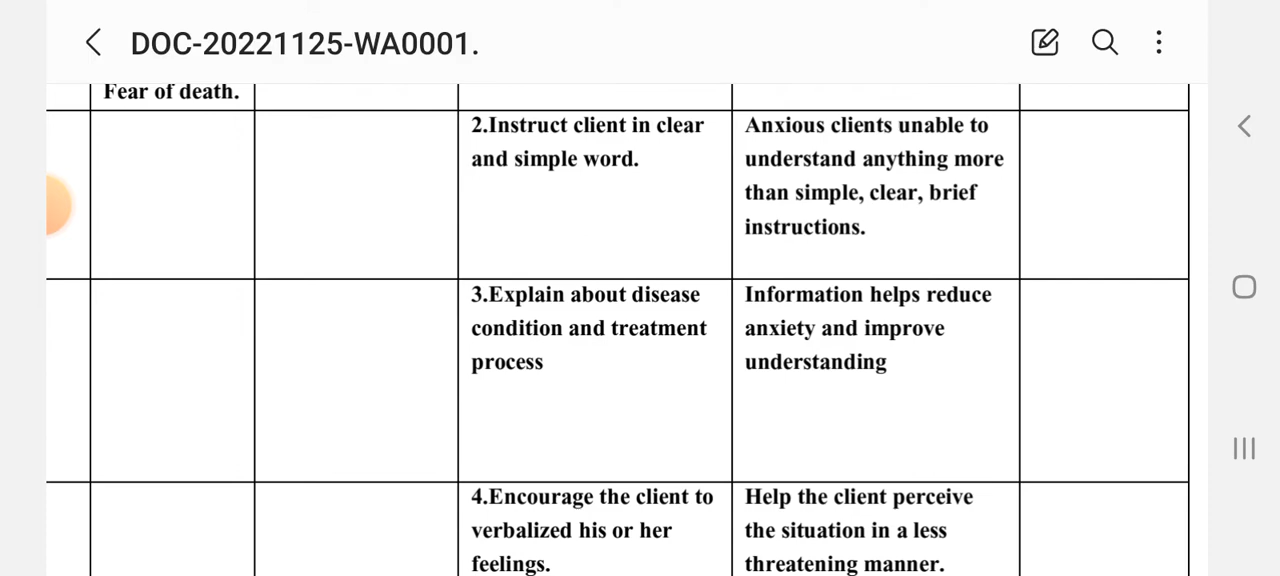 DOC-20221125-WA0001.
Fear of death.
2.Instruct client in clear
and simple word.
Anxious clients unable to
understand anything more
than simple, clear, brief
instructions.
3.Explain about disease
condition and treatment
process
Information helps reduce
anxiety and improve
understanding
4.Encourage the client to
verbalized his or her
feelings.
Help the client perceive
the situation in a less
threatening manner.